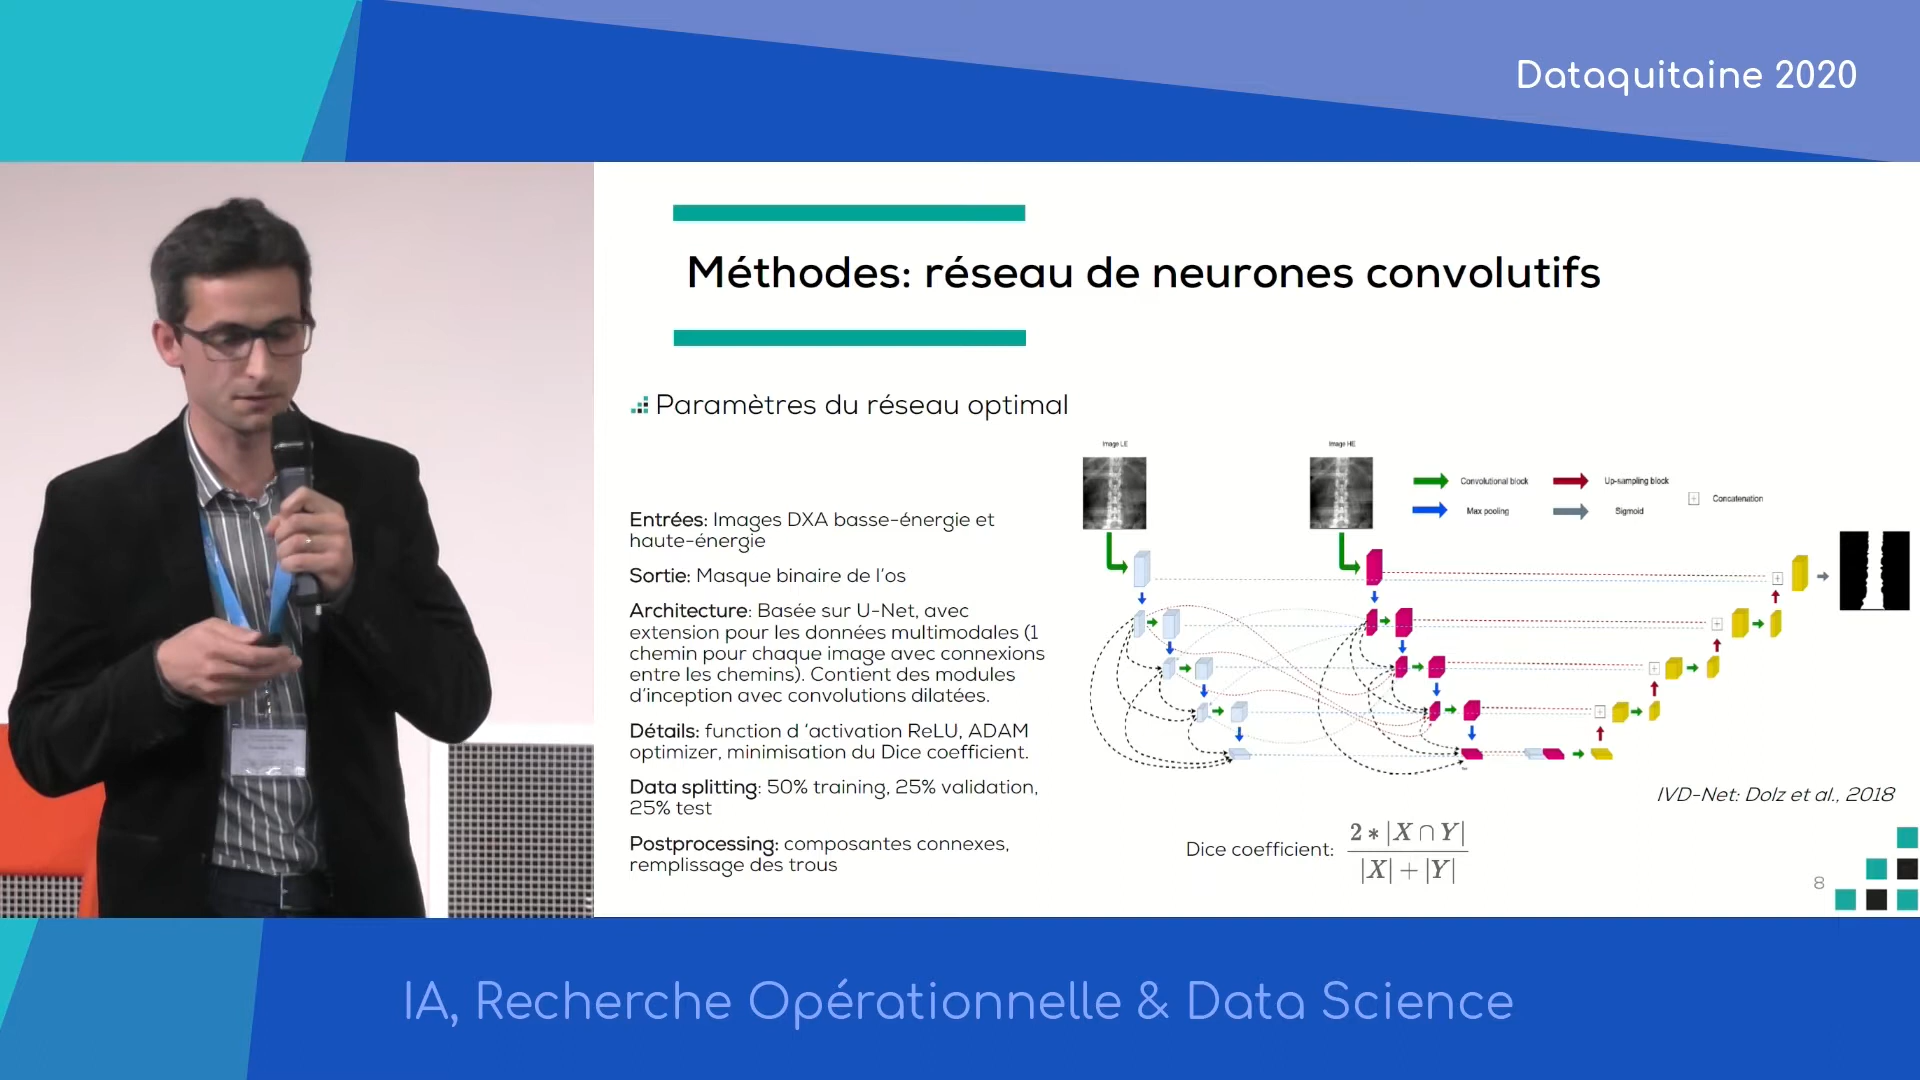 Dataquitaine 2020
Méthodes: réseau de neurones convolutifs
Paramètres du réseau optimal
Entrées: Images DXA basse-énergie et
haute-énergie
Sortie: Masque binaire de l'os
Architecture: Basée sur U-Net, avec
extension pour les données multimodales (1
chemin pour chaque image avec connexions
entre les chemins). Contient des modules
d'inception avec convolutions dilatées.
Détails: function d 'activation ReLU, ADAM
optimizer, minimisation du Dice coefficient.
Data splitting: 50% training, 25% validation,
25% test
Postprocessing: composantes connexes,
remplissage des trous
Image LE
Image HE
Convolutional block
Up-sampling block
Max pooling
Sigmoid
Concatenation
IVD-Net: Dolz et al., 2018
Dice coefficient: 2 * |X ∩ Y|
|X| + |Y|
8
IA, Recherche Opérationnelle & Data Science